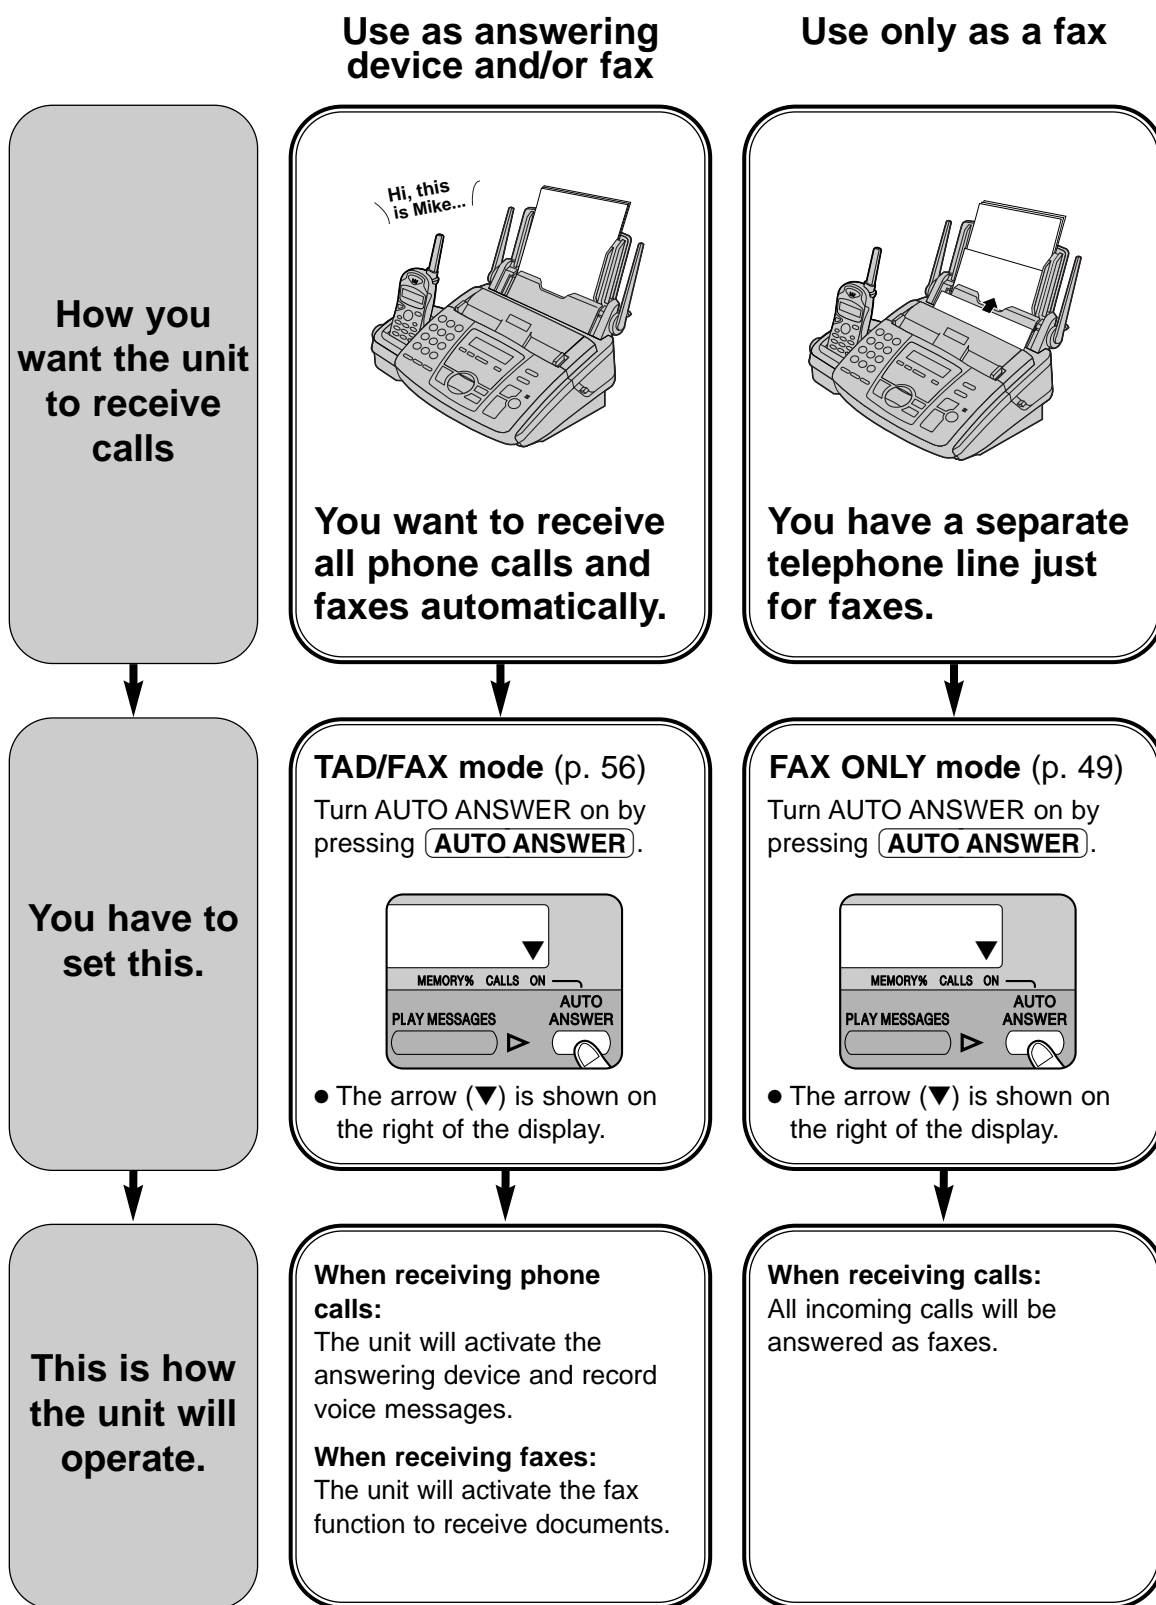 Use as answering
device and/or fax
Use only as a fax
How you
want the unit
to receive
calls
Hi, this
is Mike...
You want to receive
all phone calls and
faxes automatically.
You have a separate
telephone line just
for faxes.
You have to
set this.
TAD/FAX mode (p. 56)
Turn AUTO ANSWER on by
pressing AUTO ANSWER.
▼
MEMORY% CALLS ON
AUTO
PLAY MESSAGES ANSWER
● The arrow (▼) is shown on
the right of the display.
FAX ONLY mode (p. 49)
Turn AUTO ANSWER on by
pressing AUTO ANSWER.
▼
MEMORY% CALLS ON
AUTO
PLAY MESSAGES ANSWER
● The arrow (▼) is shown on
the right of the display.
This is how
the unit will
operate.
When receiving phone
calls:
The unit will activate the
answering device and record
voice messages.
When receiving faxes:
The unit will activate the fax
function to receive documents.
When receiving calls:
All incoming calls will be
answered as faxes.